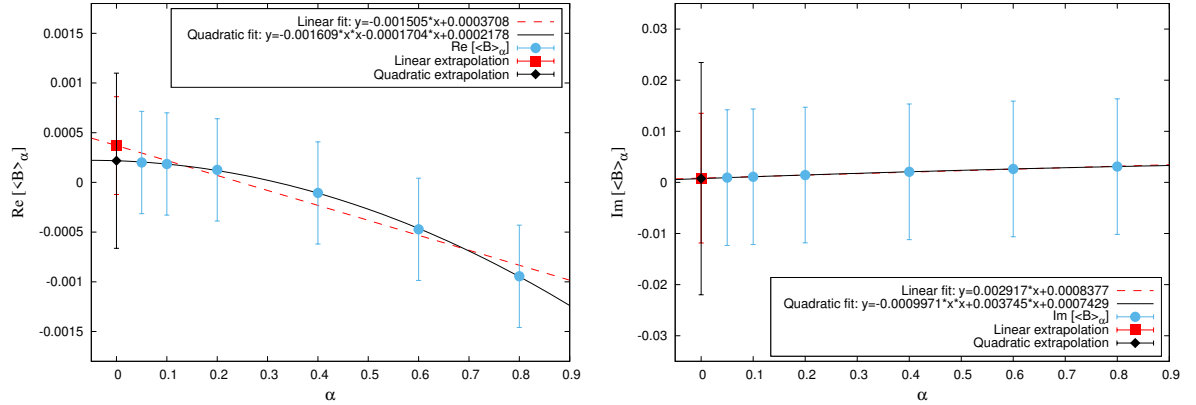 Linear fit: y=-0.001505*x+0.0003708
Quadratic fit: y=-0.001609*x*x-0.0001704*x+0.0002178
Re [<B>α]
Linear extrapolation
Quadratic extrapolation
0.0015
0.001
0.0005
0
-0.0005
-0.001
-0.0015
Re [<B>α]
0 0.1 0.2 0.3 0.4 0.5 0.6 0.7 0.8 0.9
α
0.03
0.02
0.01
0
-0.01
-0.02
-0.03
Im [<B>α]
Linear fit: y=0.002917*x+0.0008377
Quadratic fit: y=-0.0009971*x*x+0.003745*x+0.0007429
Im [<B>α]
Linear extrapolation
Quadratic extrapolation
0 0.1 0.2 0.3 0.4 0.5 0.6 0.7 0.8 0.9
α